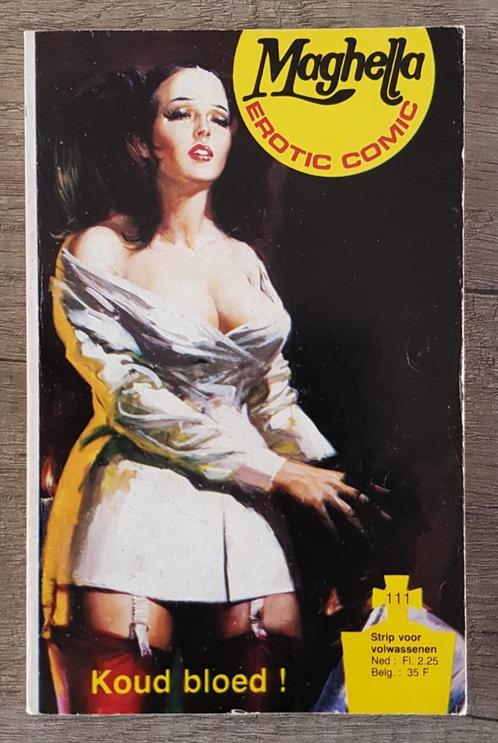 Maghella
EROTIC COMIC
111
Strip voor
volwassenen
Ned : Fl. 2.25
Belg. : 35 F
Koud bloed !